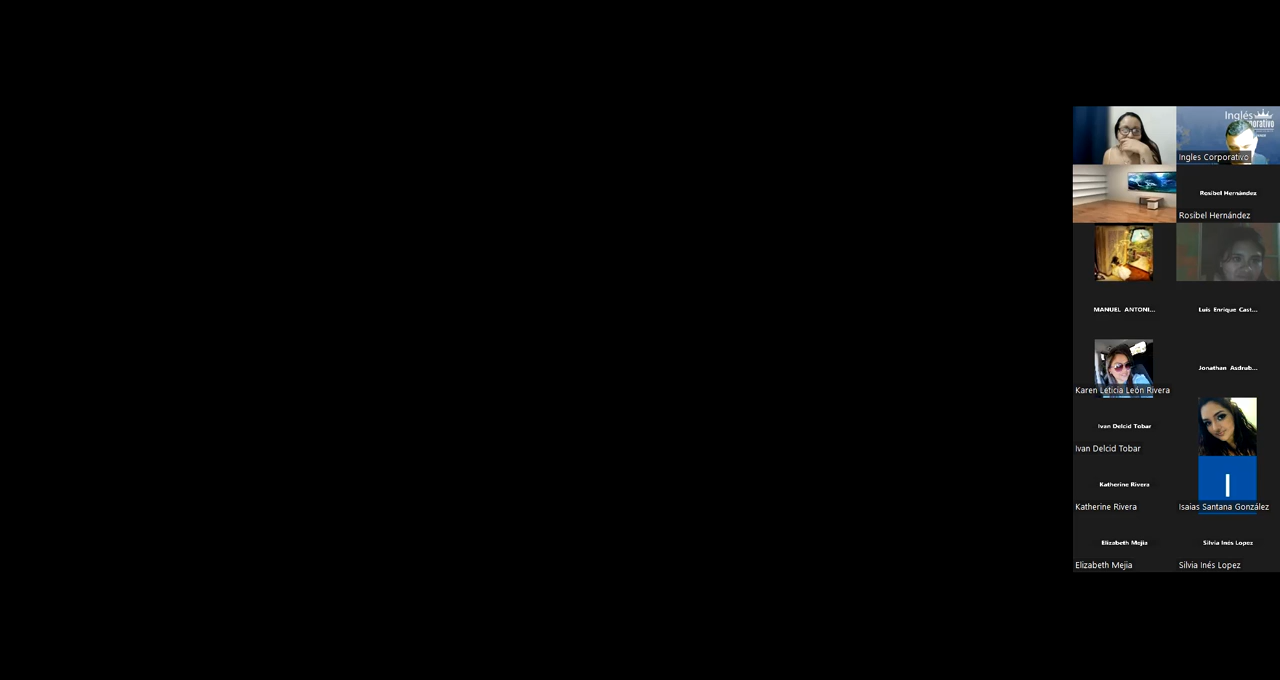 Inglés
Ingles Corporativo
Rosibel Hernández
Rosibel Hernández
MANUEL ANTONI...
Luis Enrique Cast...
Karen Leticia León Rivera
Jonathan Asdrub...
Ivan Delcid Tobar
Ivan Delcid Tobar
Katherine Rivera
Katherine Rivera
I
Isaias Santana González
Elizabeth Mejia
Elizabeth Mejia
Silvia Inés Lopez
Silvia Inés Lopez